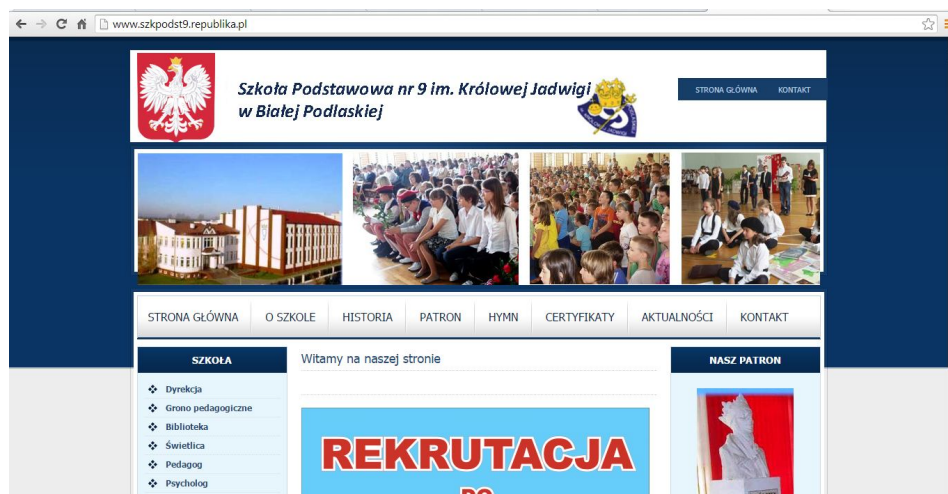 www.szkpodst9.republika.pl
Szkoła Podstawowa nr 9 im. Królowej Jadwigi
w Białej Podlaskiej
STRONA GŁÓWNA KONTAKT
STRONA GŁÓWNA O SZKOLE HISTORIA PATRON HYMN CERTYFIKATY AKTUALNOŚCI KONTAKT
SZKOŁA
Dyrekcja
Grono pedagogiczne
Biblioteka
Świetlica
Pedagog
Psycholog
Witamy na naszej stronie
REKRUTACJA
DO
NASZ PATRON